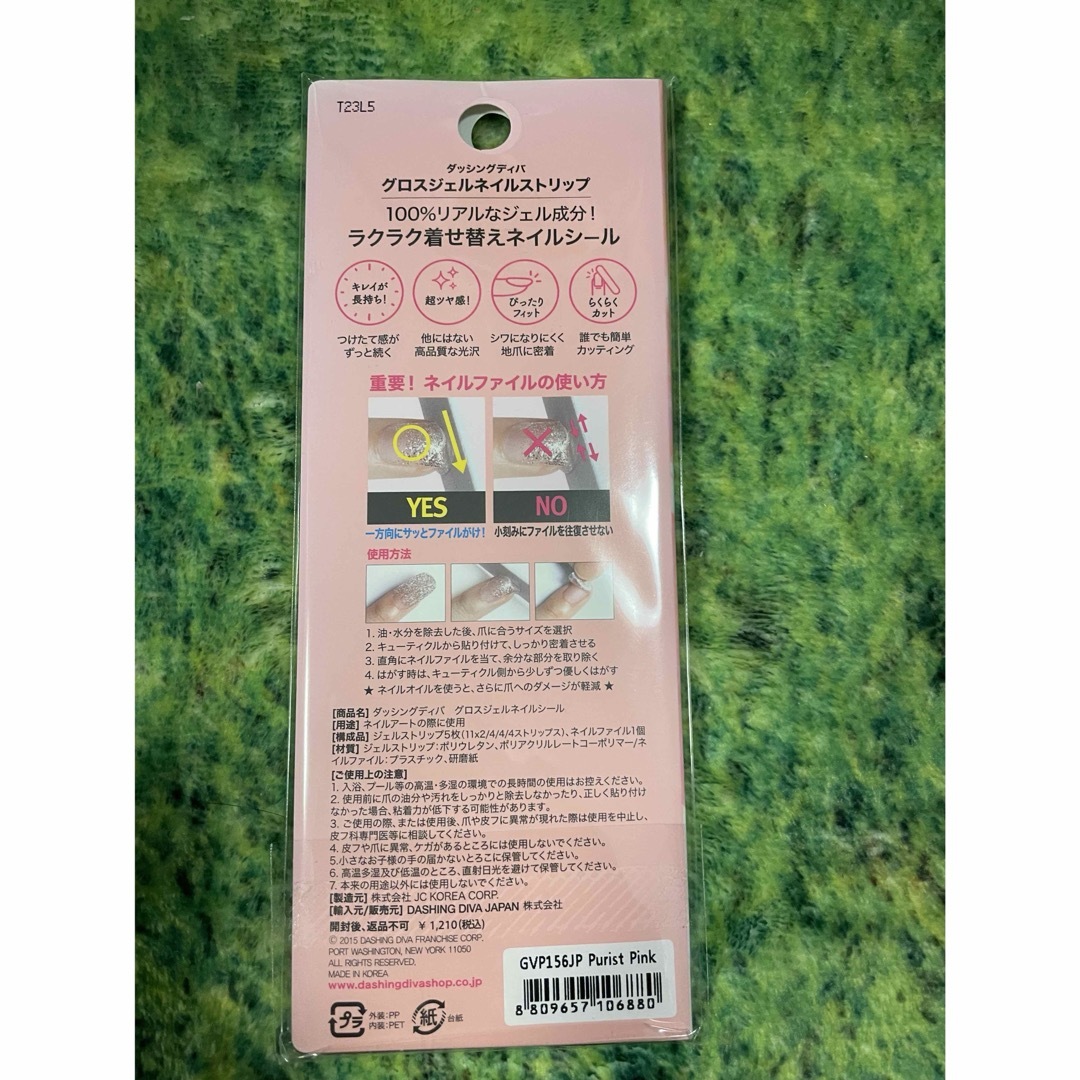 T23L5
ダッシングディバ
グロスジェルネイルストリップ
100%リアルなジェル成分！
ラクラク着せ替えネイルシール
キレイが
長持ち！
超ツヤ感！
ぴったり
フィット
らくらく
カット
つけたて感が
ずっと続く
他にはない
高品質な光沢
シワになりにくく
地爪に密着
誰でも簡単
カッティング
重要！ ネイルファイルの使い方
YES
NO
一方向にサッとファイルがけ！
小刻みにファイルを往復させない
使用方法
1. 油・水分を除去した後、爪に合うサイズを選択
2. キューティクルから貼り付けて、しっかり密着させる
3. 直角にネイルファイルを当て、余分な部分を取り除く
4. はがす時は、キューティクル側から少しずつ優しくはがす
★ ネイルオイルを使うと、さらに爪へのダメージが軽減 ★
[商品名] ダッシングディバ グロスジェルネイルシール
[用途] ネイルアートの際に使用
[構成品] ジェルストリップ5枚(11x2/4/4/4ストリップス)、ネイルファイル1個
[材質] ジェルストリップ：ポリウレタン、ポリアクリルレートコーポリマー/ネ
イルファイル：プラスチック、研磨紙
[ご使用上の注意]
1. 入浴、プール等の高温・多湿の環境での長時間の使用はお控えください。
2. 使用前に爪の油分や汚れをしっかりと除去しなかったり、正しく貼り付け
なかった場合、粘着力が低下する可能性があります。
3. ご使用の際、または使用後、爪や皮フに異常が現れた際は使用を中止し、
皮フ科専門医等に相談してください。
4. 皮フや爪に異常、ケガがあるところには使用しないでください。
5.小さなお子様の手の届かないところに保管してください。
6. 高温多湿及び低温のところ、直射日光を避けて保管してください。
7. 本来の用途以外には使用しないでください。
[製造元] 株式会社 JC KOREA CORP.
[輸入元/販売元] DASHING DIVA JAPAN 株式会社
開封後、返品不可 ￥1,210(税込)
© 2015 DASHING DIVA FRANCHISE CORP.
PORT WASHINGTON, NEW YORK 11050
ALL RIGHTS RESERVED.
MADE IN KOREA
www.dashingdivashop.co.jp
プラ
外装：PP
内装：PET
紙
台紙
GVP156JP Purist Pink
8 809657 106880